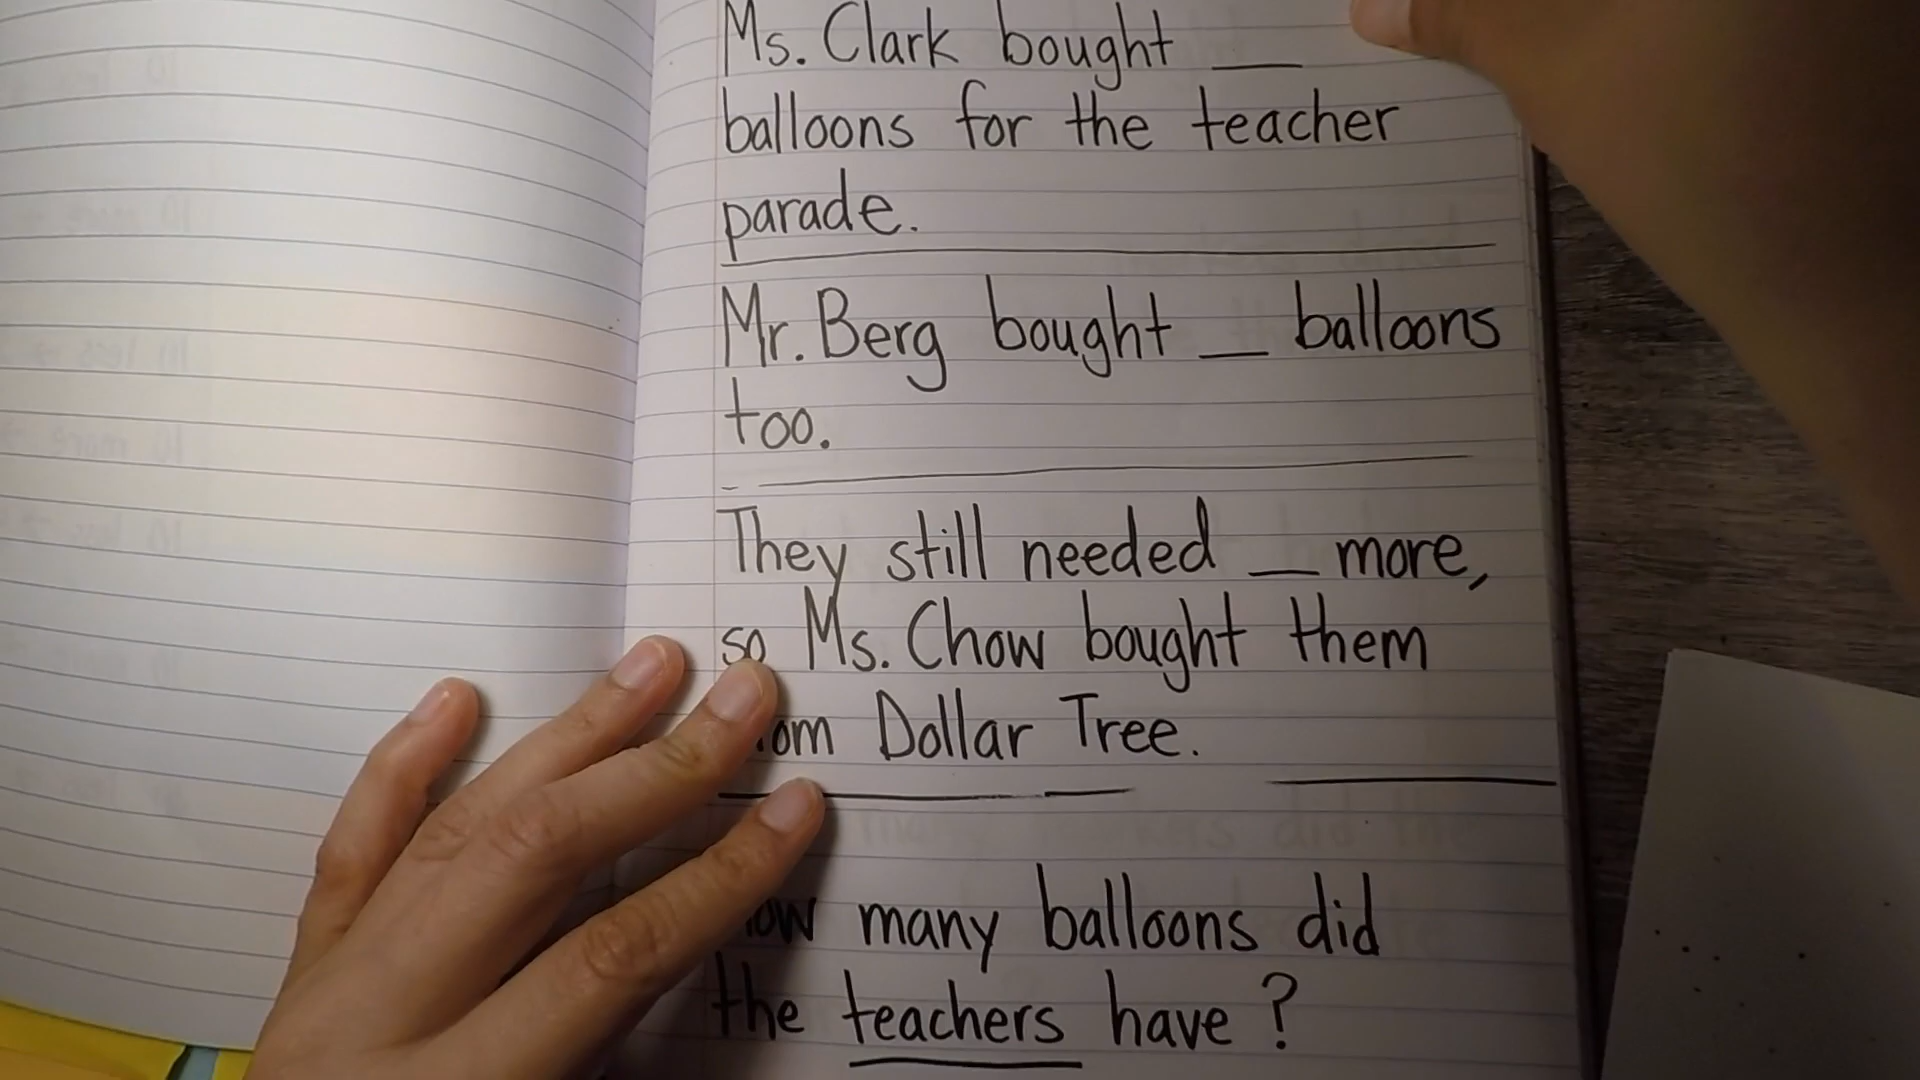 Ms. Clark bought ___
balloons for the teacher
parade.
Mr. Berg bought __ balloons
too.
They still needed __ more,
so Ms. Chow bought them
Dollar Tree.
many balloons did
the teachers have?